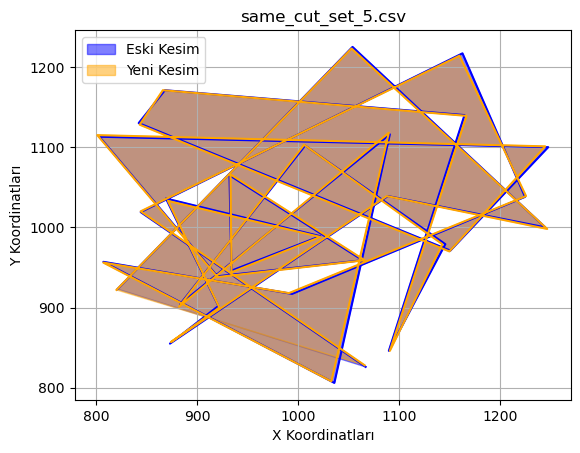 same_cut_set_5.csv
Eski Kesim
Yeni Kesim
Y Koordinatları
1200
1100
1000
900
800
800 900 1000 1100 1200
X Koordinatları